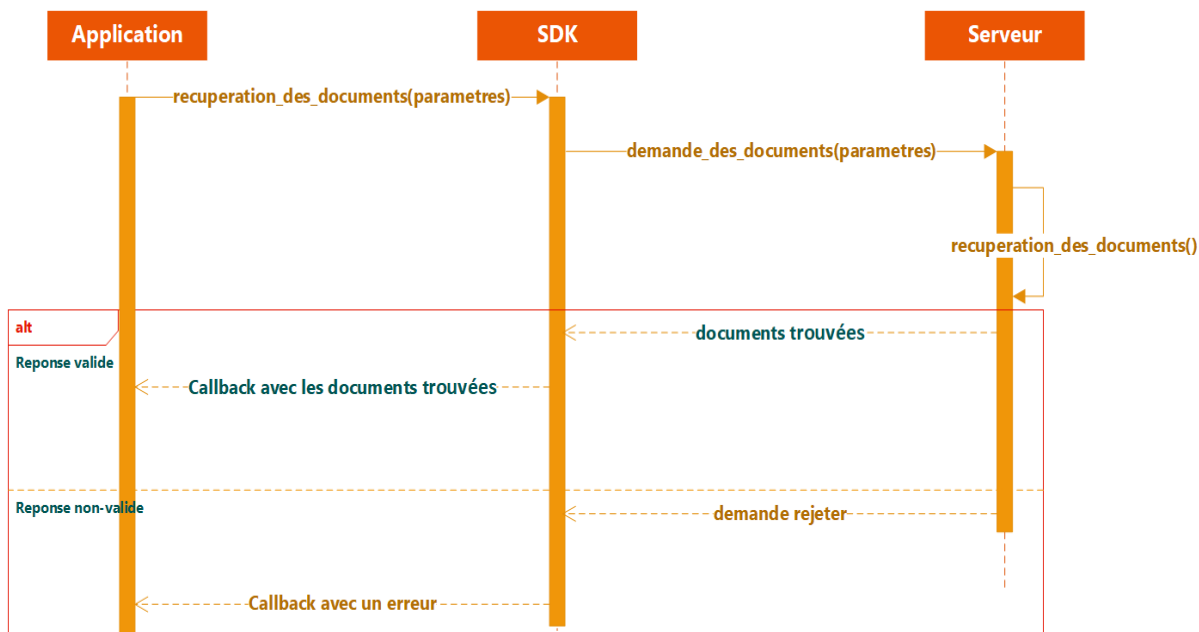 Application
SDK
Serveur
recuperation_des_documents(parametres)
demande_des_documents(parametres)
recuperation_des_documents()
alt
documents trouvées
Reponse valide
Callback avec les documents trouvées
Reponse non-valide
demande rejeter
Callback avec un erreur